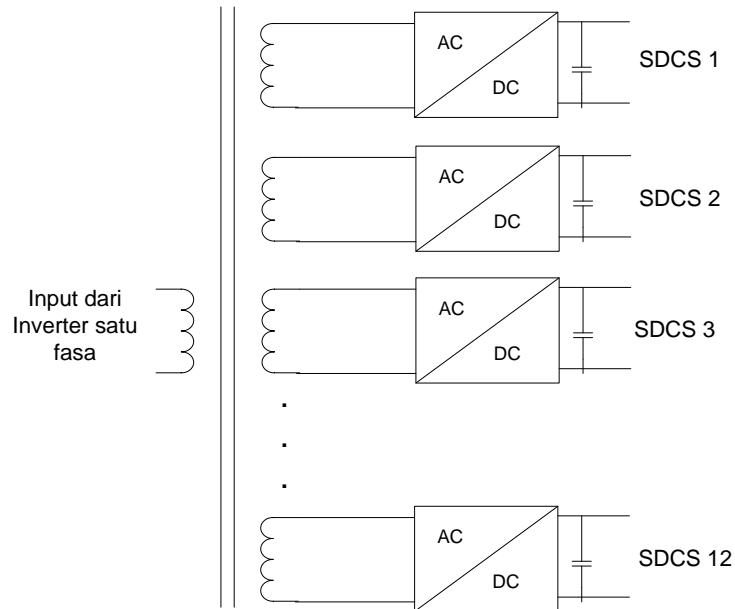 AC
DC
SDCS 1
AC
DC
SDCS 2
Input dari
Inverter satu
fasa
AC
DC
SDCS 3
AC
DC
SDCS 12